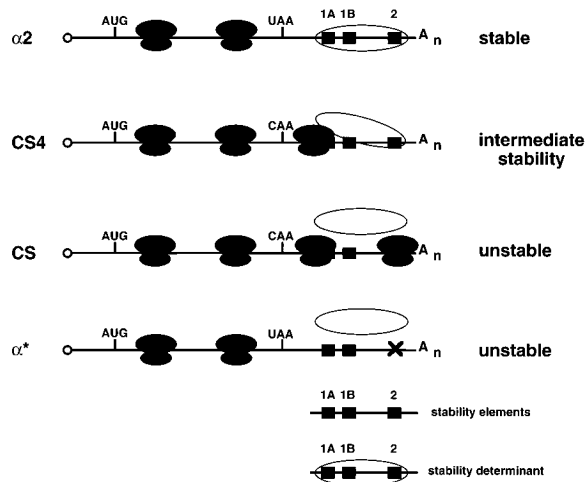 1A 1B 2
AUG UAA
α2 A n stable
AUG CAA
CS4 A n intermediate
stability
AUG CAA
CS A n unstable
AUG UAA
α* A n unstable
1A 1B 2
stability elements
1A 1B 2
stability determinant